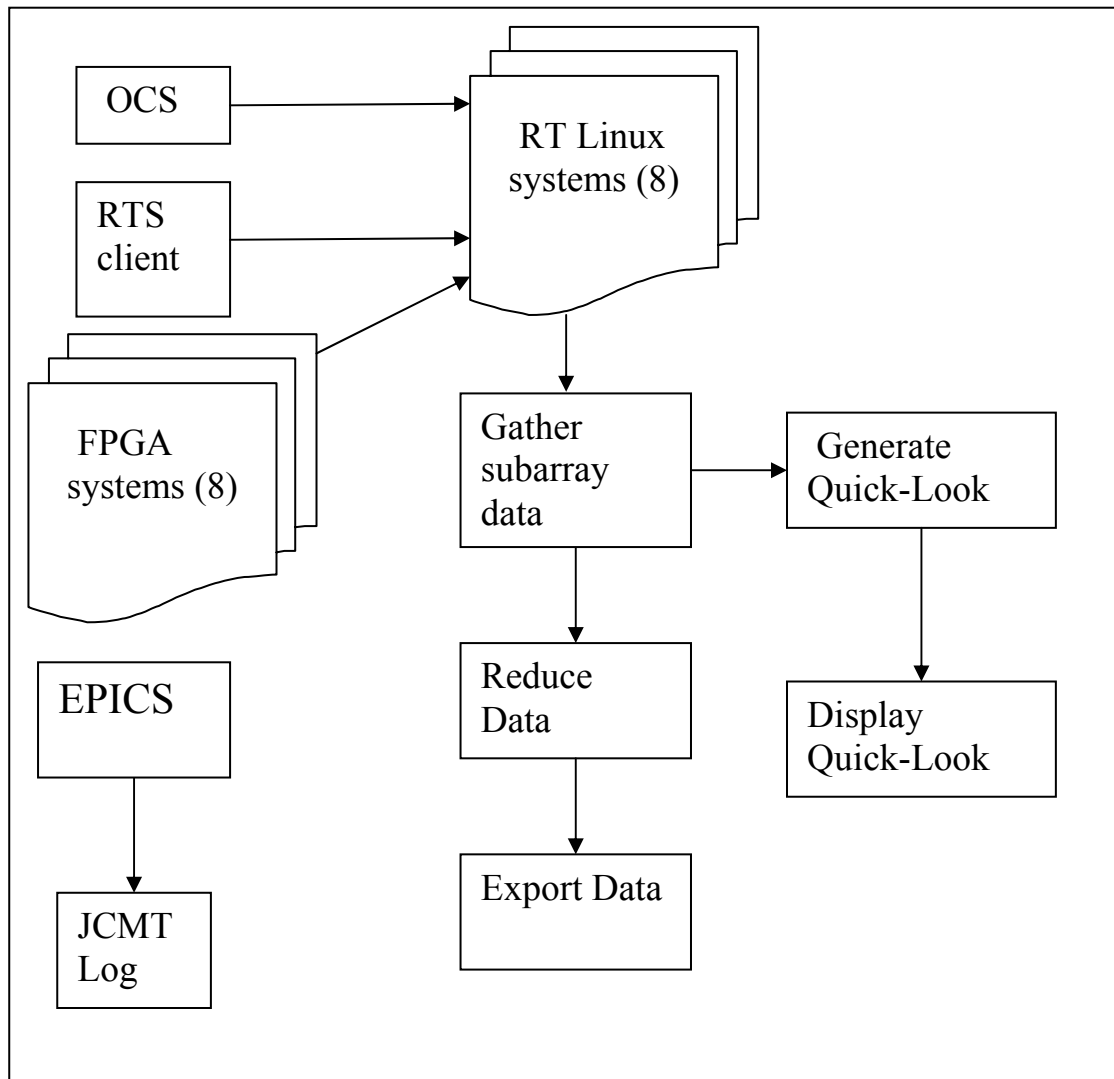 OCS
RT Linux
systems (8)
RTS
client
FPGA
systems (8)
Gather
subarray
data
Generate
Quick-Look
EPICS
Reduce
Data
Display
Quick-Look
JCMT
Log
Export Data